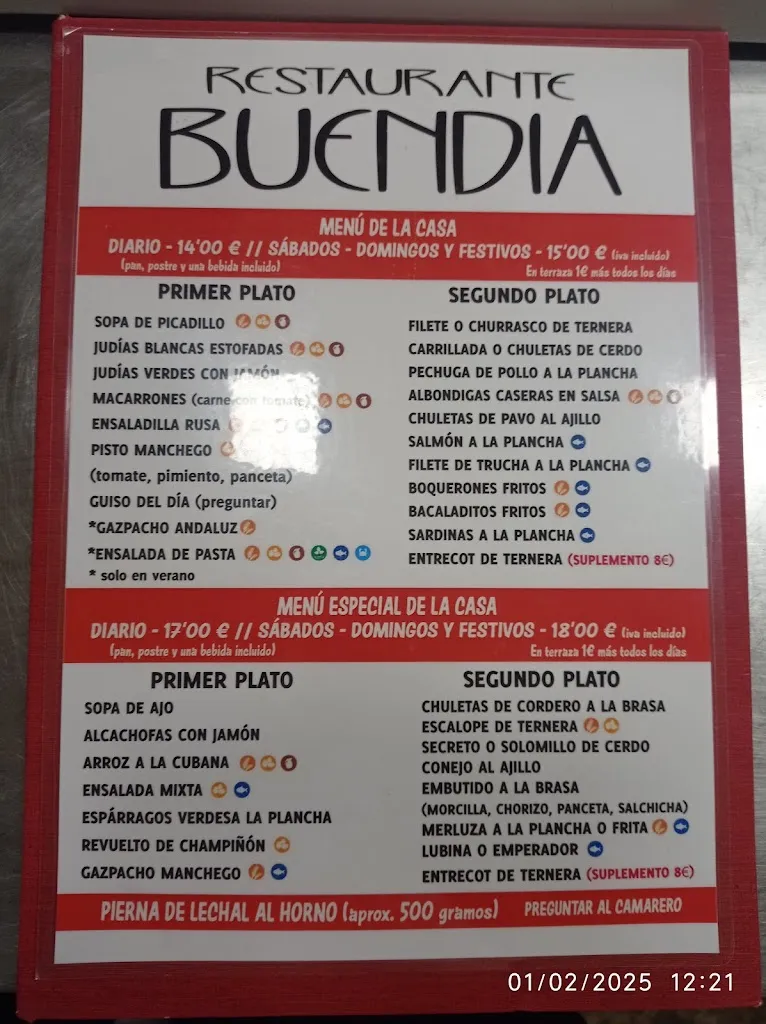 RESTAURANTE
BUENDIA
MENÚ DE LA CASA
DIARIO - 14'00 € // SÁBADOS - DOMINGOS Y FESTIVOS - 15'00 € (iva incluido)
(pan, postre y una bebida incluido) En terraza 1€ más todos los días
PRIMER PLATO
SOPA DE PICADILLO
JUDÍAS BLANCAS ESTOFADAS
JUDÍAS VERDES CON JAMÓN
MACARRONES (carne con tomate)
ENSALADILLA RUSA
PISTO MANCHEGO
(tomate, pimiento, panceta)
GUISO DEL DÍA (preguntar)
*GAZPACHO ANDALUZ
*ENSALADA DE PASTA
* solo en verano
SEGUNDO PLATO
FILETE O CHURRASCO DE TERNERA
CARRILLADA O CHULETAS DE CERDO
PECHUGA DE POLLO A LA PLANCHA
ALBONDIGAS CASERAS EN SALSA
CHULETAS DE PAVO AL AJILLO
SALMÓN A LA PLANCHA
FILETE DE TRUCHA A LA PLANCHA
BOQUERONES FRITOS
BACALADITOS FRITOS
SARDINAS A LA PLANCHA
ENTRECOT DE TERNERA (SUPLEMENTO 8€)
MENÚ ESPECIAL DE LA CASA
DIARIO - 17'00 € // SÁBADOS - DOMINGOS Y FESTIVOS - 18'00 € (iva incluido)
(pan, postre y una bebida incluido) En terraza 1€ más todos los días
PRIMER PLATO
SOPA DE AJO
ALCACHOFAS CON JAMÓN
ARROZ A LA CUBANA
ENSALADA MIXTA
ESPÁRRAGOS VERDESA LA PLANCHA
REVUELTO DE CHAMPIÑÓN
GAZPACHO MANCHEGO
SEGUNDO PLATO
CHULETAS DE CORDERO A LA BRASA
ESCALOPE DE TERNERA
SECRETO O SOLOMILLO DE CERDO
CONEJO AL AJILLO
EMBUTIDO A LA BRASA
(MORCILLA, CHORIZO, PANCETA, SALCHICHA)
MERLUZA A LA PLANCHA O FRITA
LUBINA O EMPERADOR
ENTRECOT DE TERNERA (SUPLEMENTO 8€)
PIERNA DE LECHAL AL HORNO (aprox. 500 gramos) PREGUNTAR AL CAMARERO
01/02/2025 12:21